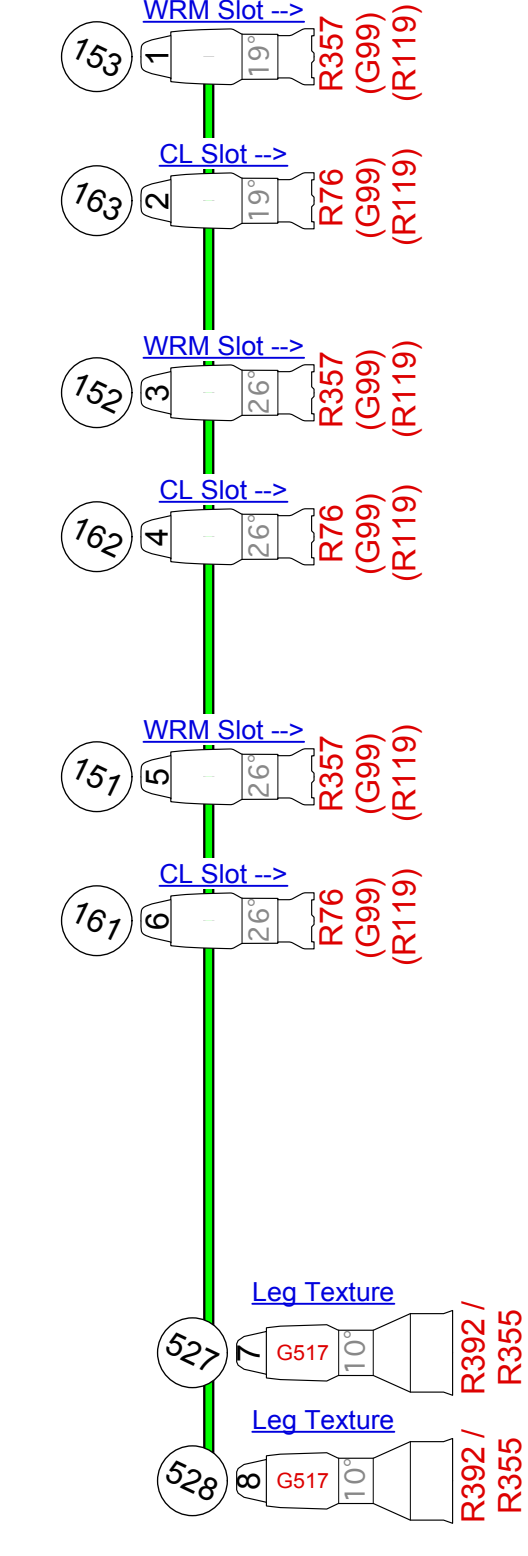 WRM Slot -->
153
1
19°
R357
(G99)
(R119)
CL Slot -->
163
2
19°
R76
(G99)
(R119)
WRM Slot -->
152
3
26°
R357
(G99)
(R119)
CL Slot -->
162
4
26°
R76
(G99)
(R119)
WRM Slot -->
151
5
26°
R357
(G99)
(R119)
CL Slot -->
161
6
26°
R76
(G99)
(R119)
Leg Texture
527
7
G517
10°
R392 /
R355
Leg Texture
528
8
G517
10°
R392 /
R355